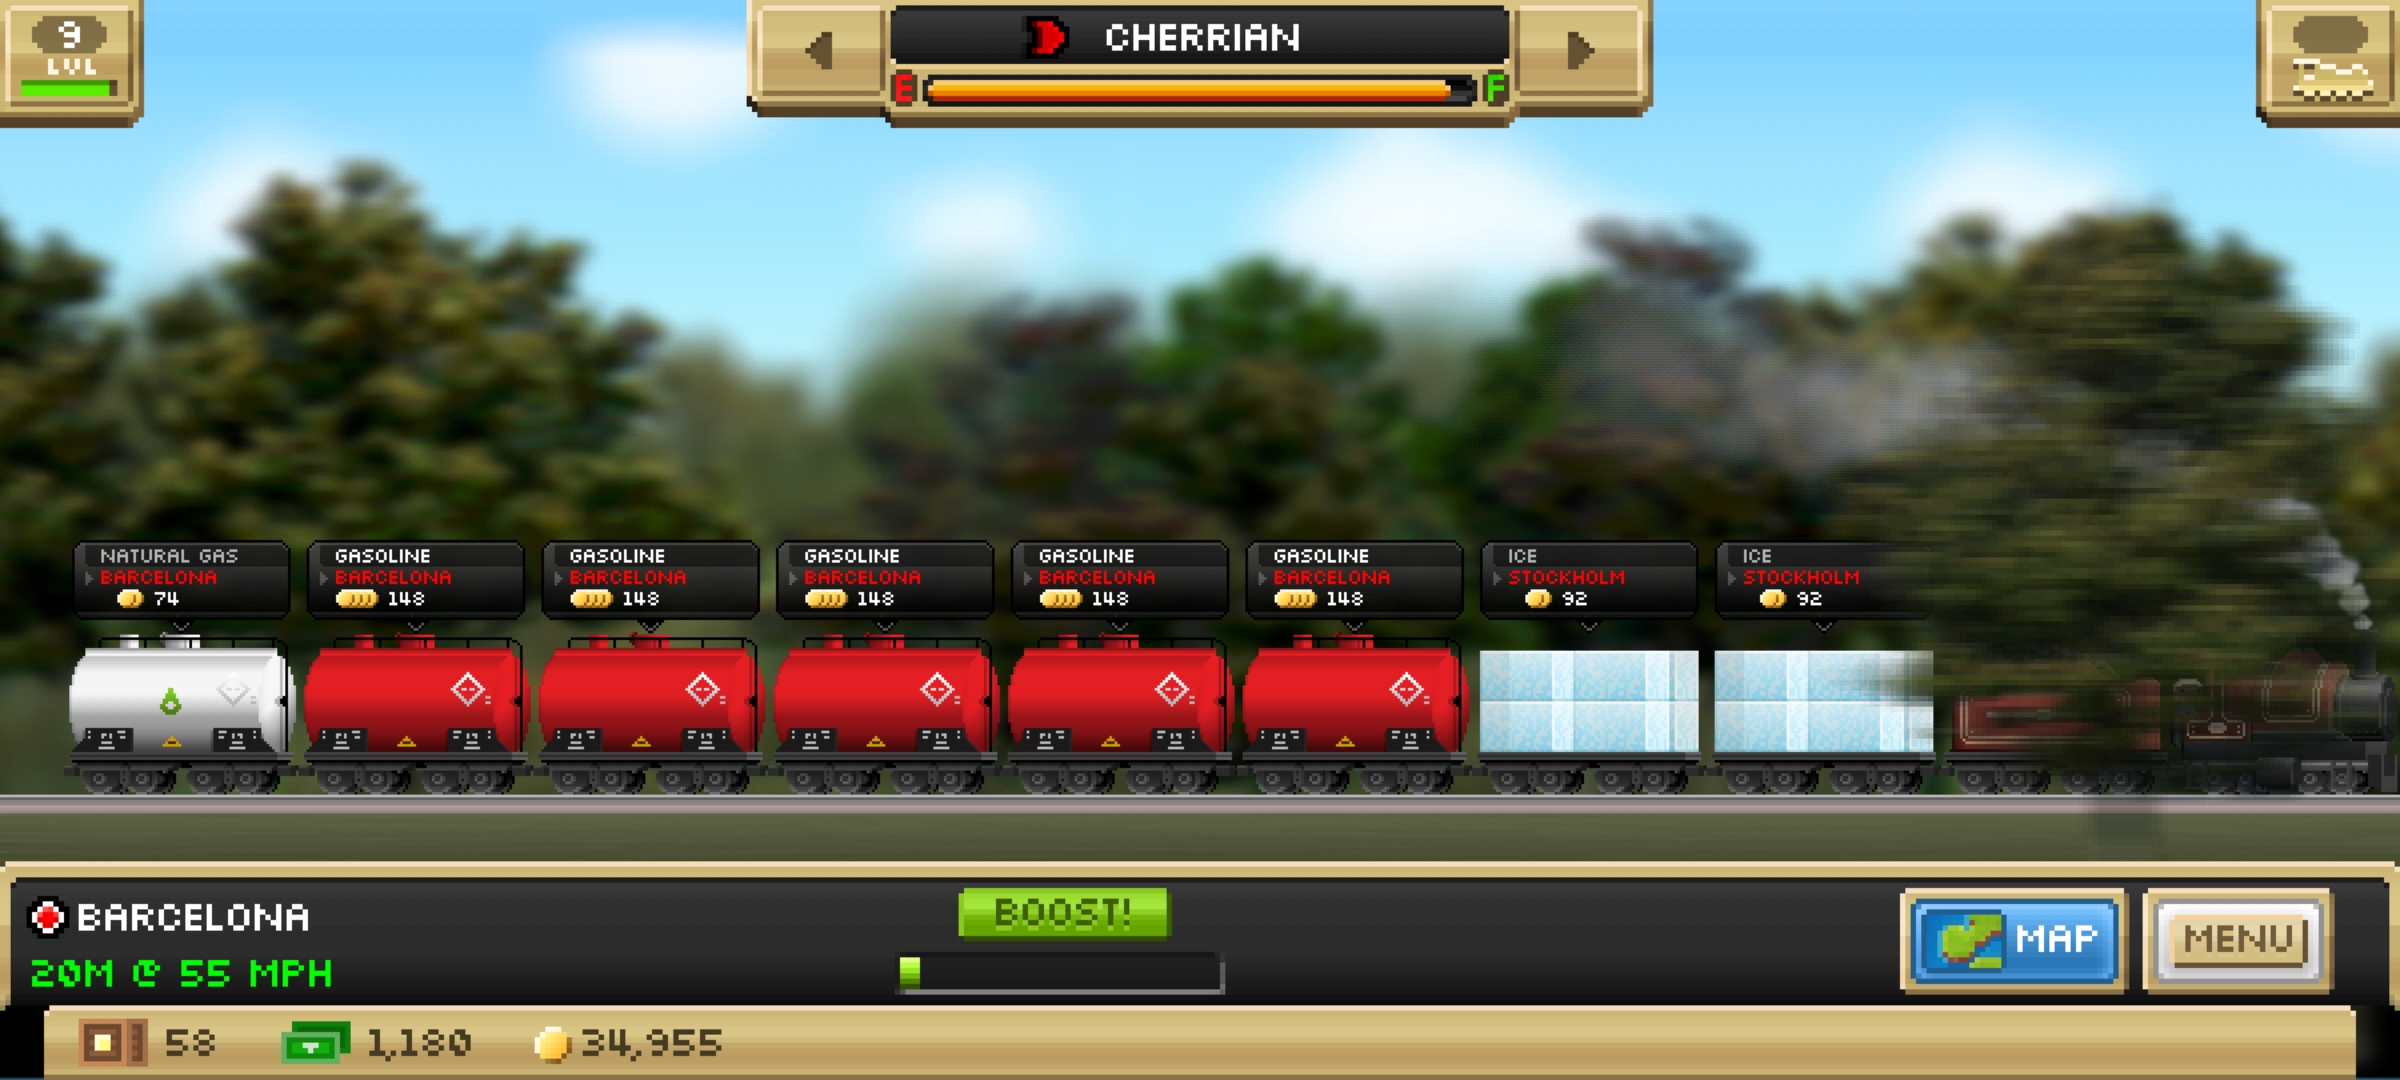 9
LVL
CHERRIAN
E F
NATURAL GAS
BARCELONA
74
GASOLINE
BARCELONA
148
GASOLINE
BARCELONA
148
GASOLINE
BARCELONA
148
GASOLINE
BARCELONA
148
GASOLINE
BARCELONA
148
ICE
STOCKHOLM
92
ICE
STOCKHOLM
92
BARCELONA
20M @ 55 MPH
BOOST!
MAP
MENU
58
1,180
34,955